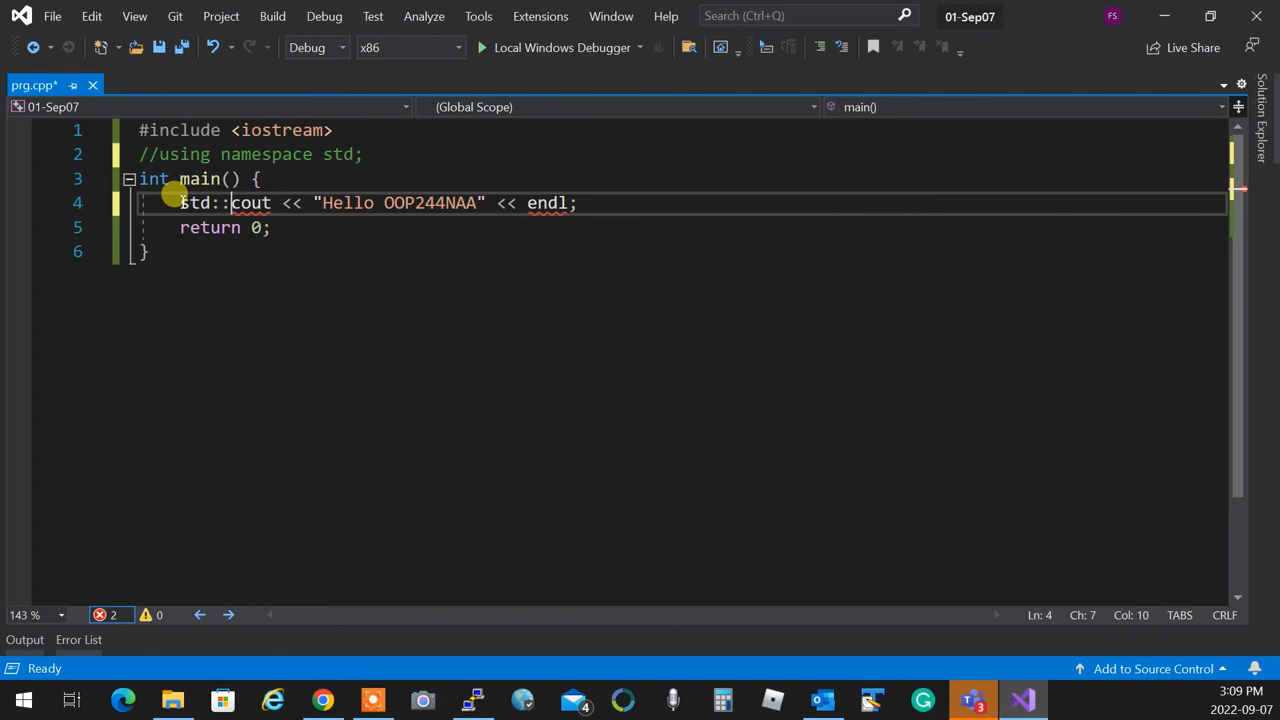 File Edit View Git Project Build Debug Test Analyze Tools Extensions Window Help Search (Ctrl+Q) 01-Sep07 FS
Debug x86 Local Windows Debugger Live Share
prg.cpp*
01-Sep07 (Global Scope) main()
1 #include <iostream>
2 //using namespace std;
3 int main() {
4 std::cout << "Hello OOP244NAA" << endl;
5 return 0;
6 }
Solution Explorer
143 % 2 0 Ln: 4 Ch: 7 Col: 10 TABS CRLF
Output Error List
Ready Add to Source Control
4 3 3:09 PM
2022-09-07